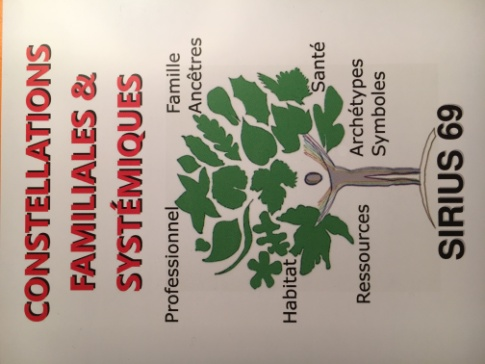 CONSTELLATIONS
FAMILIALES &
SYSTÉMIQUES
Professionnel
Famille
Ancêtres
Habitat
Santé
Ressources
Archétypes
Symboles
SIRIUS 69